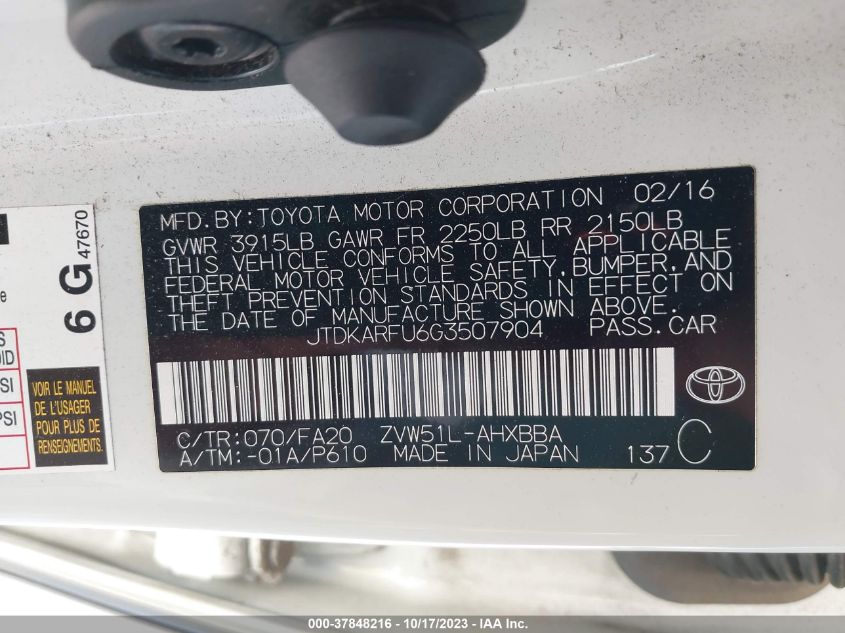 MFD. BY: TOYOTA MOTOR CORPORATION 02/16
GVWR 3915LB GAWR FR 2250LB RR 2150LB
THIS VEHICLE CONFORMS TO ALL APPLICABLE
FEDERAL MOTOR VEHICLE SAFETY, BUMPER, AND
THEFT PREVENTION STANDARDS IN EFFECT ON
THE DATE OF MANUFACTURE SHOWN ABOVE.
JTDKARFU6G3507904 PASS. CAR
C/TR: 070/FA20 ZVW51L-AHXBBA
A/TM: -01A/P610 MADE IN JAPAN 137 C
6 G 47670
e
S
OID
PSI
PSI
VOIR LE MANUEL
DE L'USAGER
POUR PLUS DE
RENSEIGNEMENTS
000-37848216 - 10/17/2023 - IAA Inc.